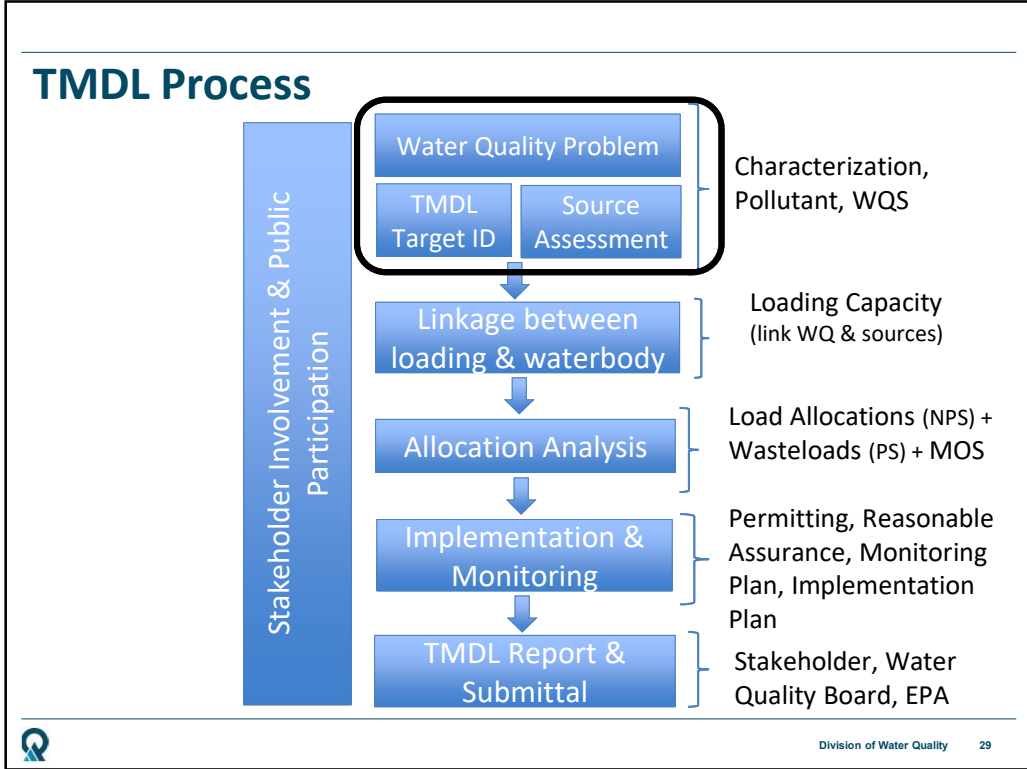 TMDL Process
Stakeholder Involvement & Public
Participation
Water Quality Problem
TMDL
Target ID
Source
Assessment
Characterization,
Pollutant, WQS
Linkage between
loading & waterbody
Loading Capacity
(link WQ & sources)
Allocation Analysis
Load Allocations (NPS) +
Wasteloads (PS) + MOS
Implementation &
Monitoring
Permitting, Reasonable
Assurance, Monitoring
Plan, Implementation
Plan
TMDL Report &
Submittal
Stakeholder, Water
Quality Board, EPA
Division of Water Quality 29